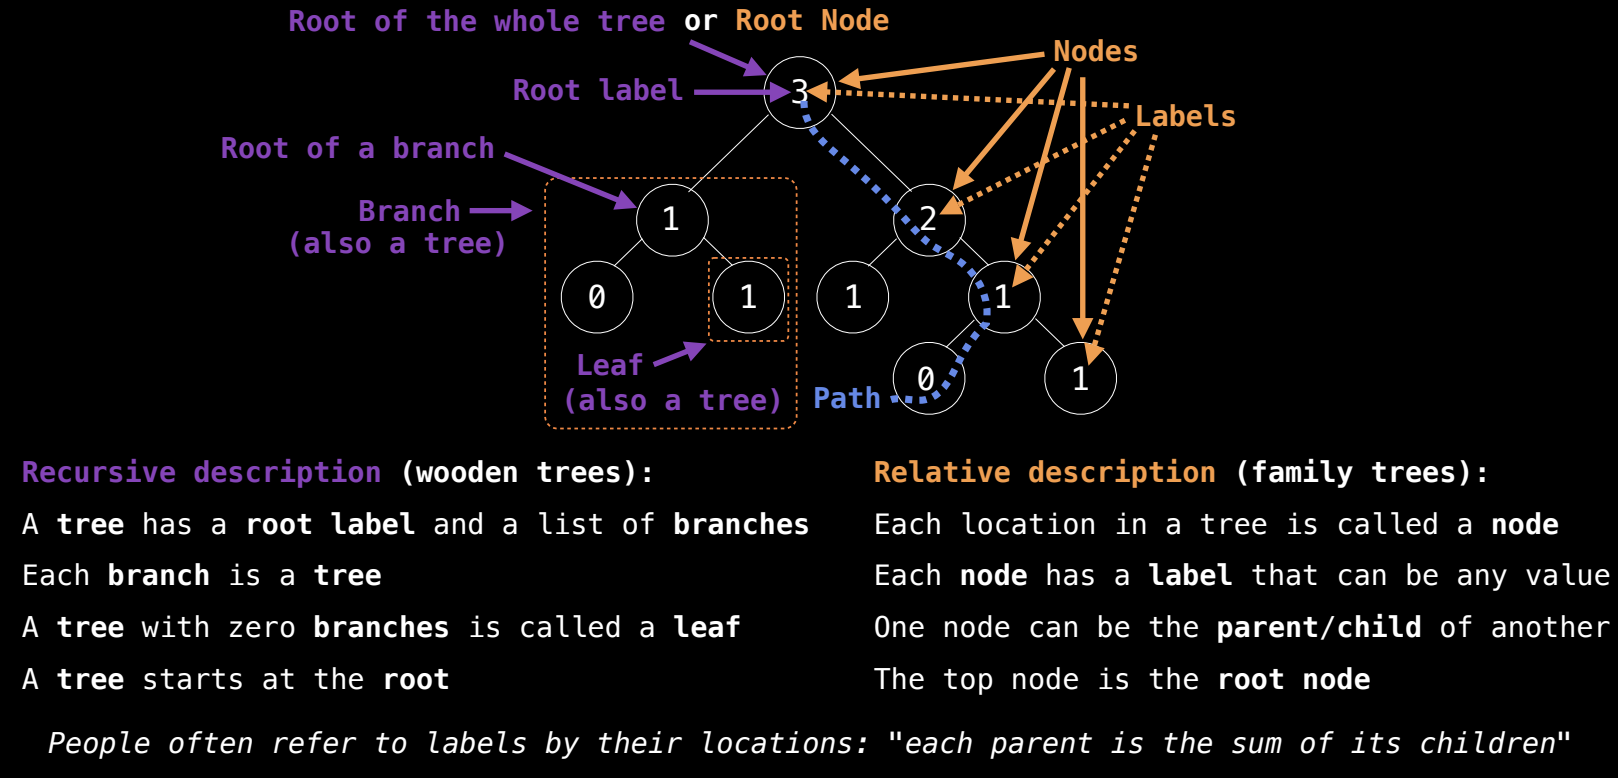 Root of the whole tree or Root Node
Nodes
Root label
3
Labels
Root of a branch
Branch
(also a tree)
1
2
0
1
1
1
Leaf
(also a tree)
Path
0
1
Recursive description (wooden trees):
A tree has a root label and a list of branches
Each branch is a tree
A tree with zero branches is called a leaf
A tree starts at the root
Relative description (family trees):
Each location in a tree is called a node
Each node has a label that can be any value
One node can be the parent/child of another
The top node is the root node
People often refer to labels by their locations: "each parent is the sum of its children"